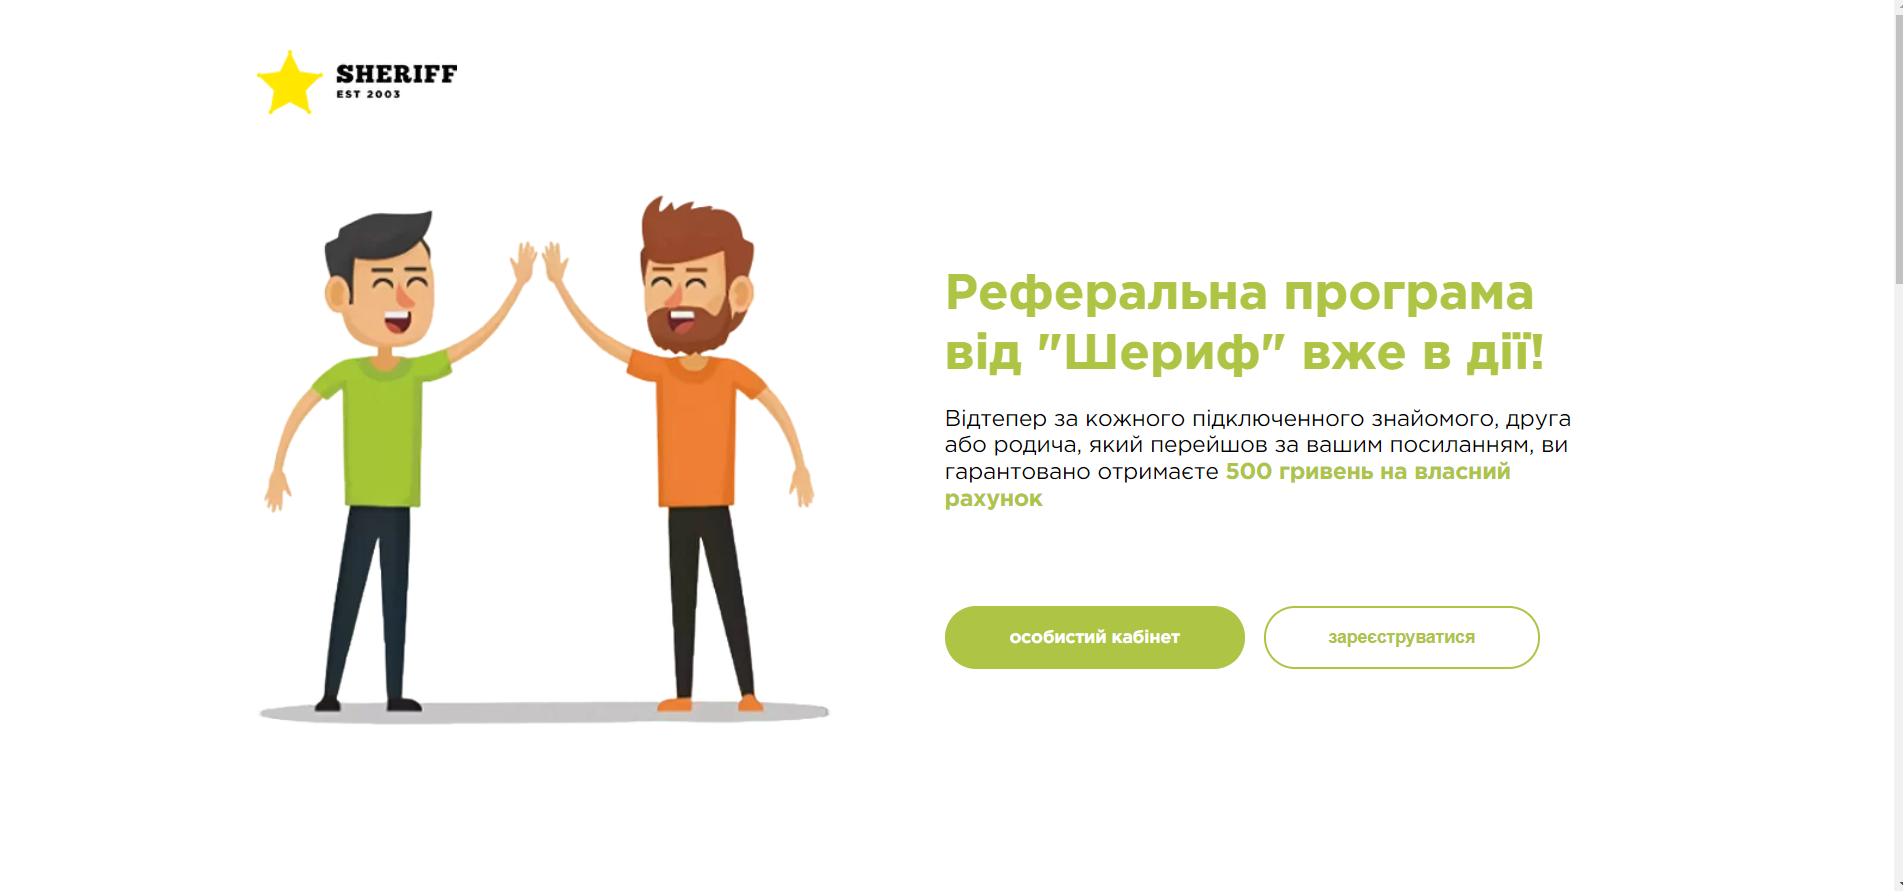 SHERIFF
EST 2003
Реферальна програма
від "Шериф" вже в дії!
Відтепер за кожного підключенного знайомого, друга
або родича, який перейшов за вашим посиланням, ви
гарантовано отримаєте 500 гривень на власний
рахунок
особистий кабінет
зареєструватися